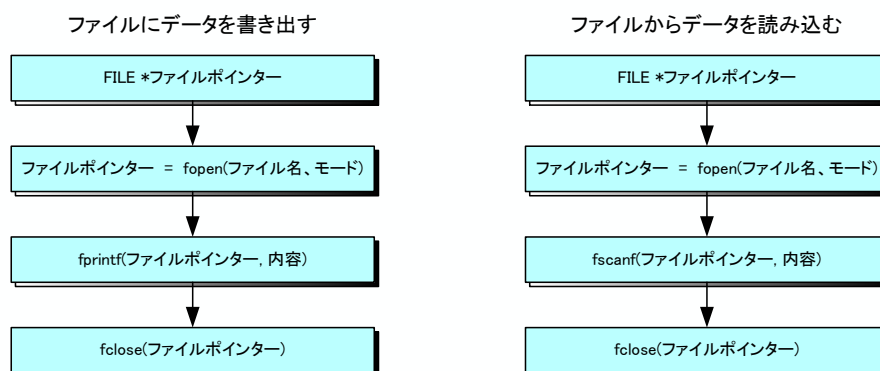 ファイルにデータを書き出す
FILE *ファイルポインター
ファイルポインター = fopen(ファイル名、モード)
fprintf(ファイルポインター, 内容)
fclose(ファイルポインター)
ファイルからデータを読み込む
FILE *ファイルポインター
ファイルポインター = fopen(ファイル名、モード)
fscanf(ファイルポインター, 内容)
fclose(ファイルポインター)